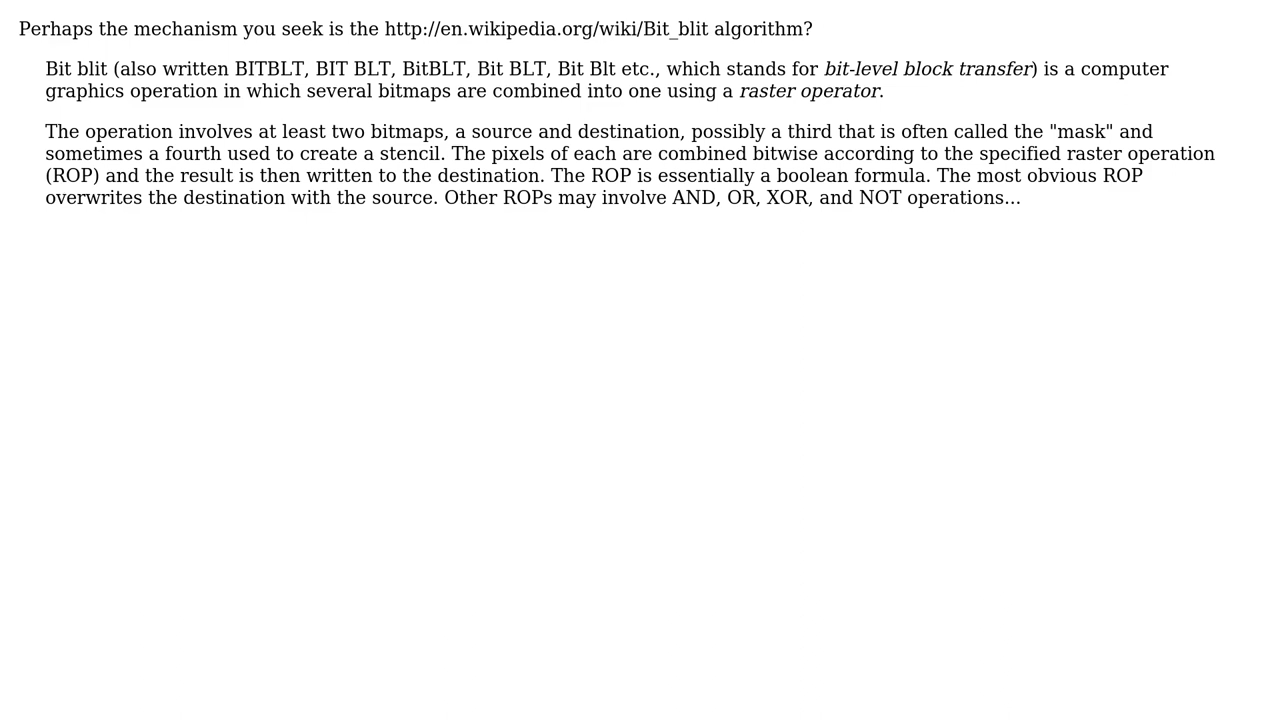 Perhaps the mechanism you seek is the http://en.wikipedia.org/wiki/Bit_blit algorithm?
Bit blit (also written BITBLT, BIT BLT, BitBLT, Bit BLT, Bit Blt etc., which stands for bit-level block transfer) is a computer
graphics operation in which several bitmaps are combined into one using a raster operator.
The operation involves at least two bitmaps, a source and destination, possibly a third that is often called the "mask" and
sometimes a fourth used to create a stencil. The pixels of each are combined bitwise according to the specified raster operation
(ROP) and the result is then written to the destination. The ROP is essentially a boolean formula. The most obvious ROP
overwrites the destination with the source. Other ROPs may involve AND, OR, XOR, and NOT operations...